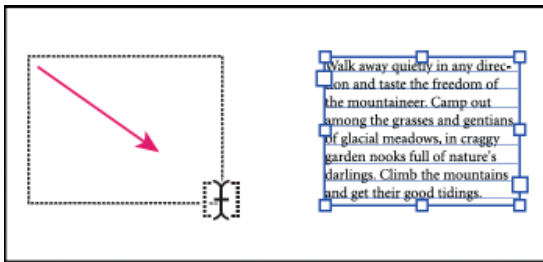 Walk away quietly in any direc-
tion and taste the freedom of
the mountaineer. Camp out
among the grasses and gentians
of glacial meadows, in craggy
garden nooks full of nature's
darlings. Climb the mountains
and get their good tidings.